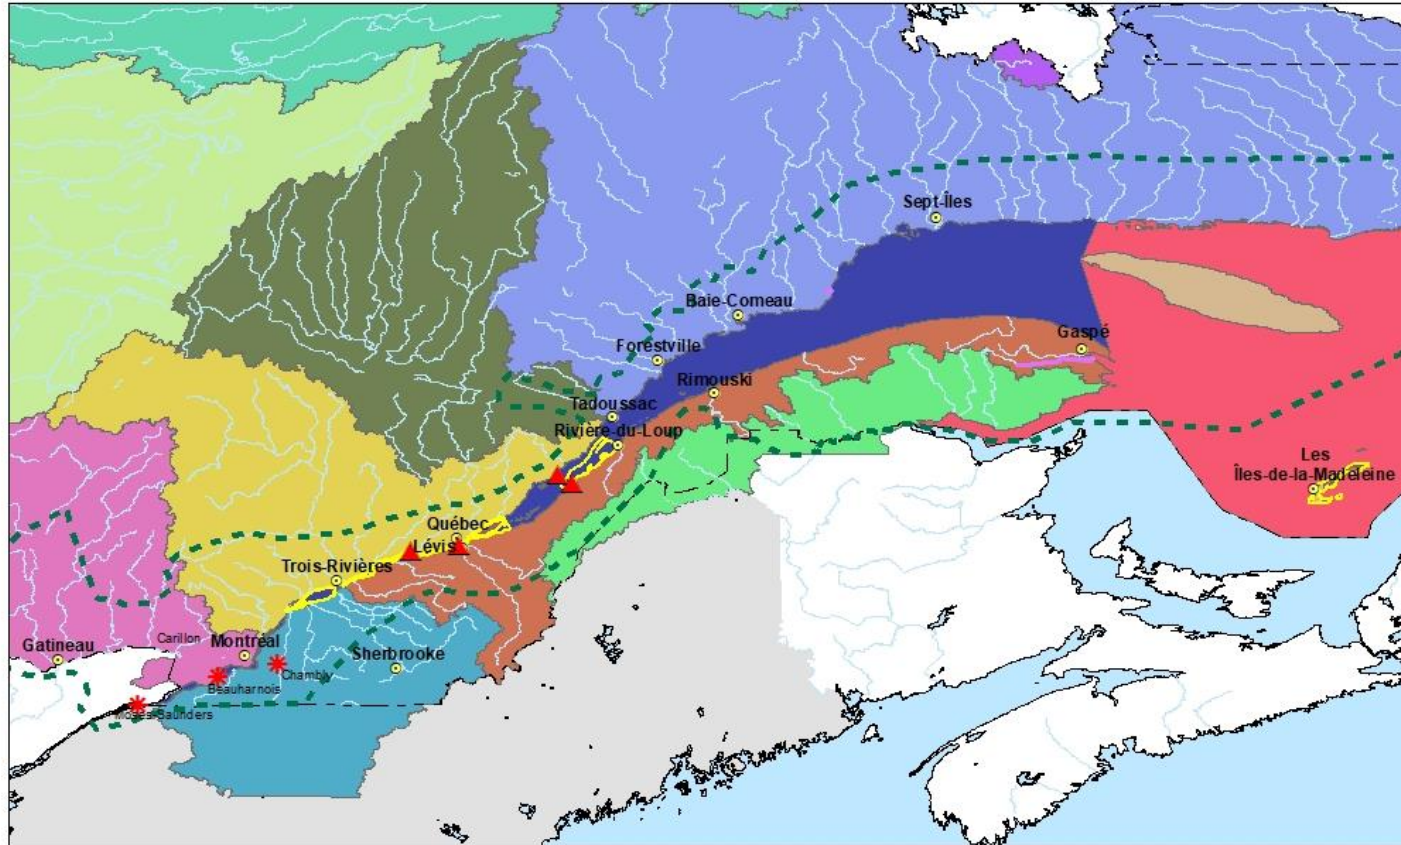 Sept-Îles
Baie-Comeau
Gaspé
Forestville
Rimouski
Tadoussac
Rivière-du-Loup
Les
Îles-de-la-Madeleine
Québec
Lévis
Trois-Rivières
Carillon
Montréal
Gatineau
Sherbrooke
Chambly
Beauharnois
Moses-Saunders